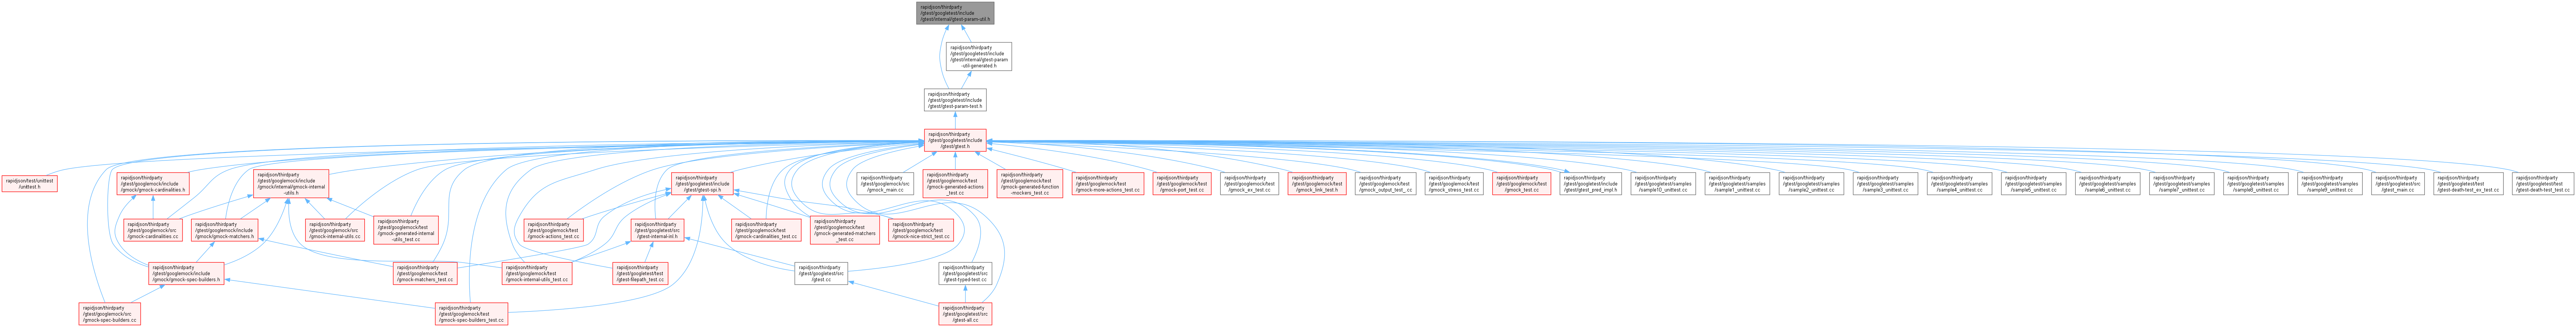 rapidjson/thirdparty
/gtest/googletest/include
/gtest/internal/gtest-param-util.h
rapidjson/thirdparty
/gtest/googletest/include
/gtest/internal/gtest-param
-util-generated.h
rapidjson/thirdparty
/gtest/googletest/include
/gtest/gtest-param-test.h
rapidjson/thirdparty
/gtest/googletest/include
/gtest/gtest.h
rapidjson/test/unittest
/unittest.h
rapidjson/thirdparty
/gtest/googlemock/include
/gmock/gmock-cardinalities.h
rapidjson/thirdparty
/gtest/googlemock/include
/gmock/internal/gmock-internal
-utils.h
rapidjson/thirdparty
/gtest/googletest/include
/gtest/gtest-spi.h
rapidjson/thirdparty
/gtest/googlemock/src
/gmock_main.cc
rapidjson/thirdparty
/gtest/googlemock/test
/gmock-generated-actions
_test.cc
rapidjson/thirdparty
/gtest/googlemock/test
/gmock-generated-function
-mockers_test.cc
rapidjson/thirdparty
/gtest/googlemock/test
/gmock-more-actions_test.cc
rapidjson/thirdparty
/gtest/googlemock/test
/gmock-port_test.cc
rapidjson/thirdparty
/gtest/googlemock/test
/gmock_ex_test.cc
rapidjson/thirdparty
/gtest/googlemock/test
/gmock_link_test.h
rapidjson/thirdparty
/gtest/googlemock/test
/gmock_output_test_.cc
rapidjson/thirdparty
/gtest/googlemock/test
/gmock_stress_test.cc
rapidjson/thirdparty
/gtest/googlemock/test
/gmock_test.cc
rapidjson/thirdparty
/gtest/googletest/include
/gtest/gtest_pred_impl.h
rapidjson/thirdparty
/gtest/googletest/samples
/sample10_unittest.cc
rapidjson/thirdparty
/gtest/googletest/samples
/sample1_unittest.cc
rapidjson/thirdparty
/gtest/googletest/samples
/sample2_unittest.cc
rapidjson/thirdparty
/gtest/googletest/samples
/sample3_unittest.cc
rapidjson/thirdparty
/gtest/googletest/samples
/sample4_unittest.cc
rapidjson/thirdparty
/gtest/googletest/samples
/sample5_unittest.cc
rapidjson/thirdparty
/gtest/googletest/samples
/sample6_unittest.cc
rapidjson/thirdparty
/gtest/googletest/samples
/sample7_unittest.cc
rapidjson/thirdparty
/gtest/googletest/samples
/sample8_unittest.cc
rapidjson/thirdparty
/gtest/googletest/samples
/sample9_unittest.cc
rapidjson/thirdparty
/gtest/googletest/src
/gtest_main.cc
rapidjson/thirdparty
/gtest/googletest/test
/gtest-death-test_ex_test.cc
rapidjson/thirdparty
/gtest/googletest/test
/gtest-death-test_test.cc
rapidjson/thirdparty
/gtest/googlemock/src
/gmock-cardinalities.cc
rapidjson/thirdparty
/gtest/googlemock/include
/gmock/gmock-matchers.h
rapidjson/thirdparty
/gtest/googlemock/src
/gmock-internal-utils.cc
rapidjson/thirdparty
/gtest/googlemock/test
/gmock-generated-internal
-utils_test.cc
rapidjson/thirdparty
/gtest/googlemock/test
/gmock-actions_test.cc
rapidjson/thirdparty
/gtest/googletest/src
/gtest-internal-inl.h
rapidjson/thirdparty
/gtest/googlemock/test
/gmock-cardinalities_test.cc
rapidjson/thirdparty
/gtest/googlemock/test
/gmock-generated-matchers
_test.cc
rapidjson/thirdparty
/gtest/googlemock/test
/gmock-nice-strict_test.cc
rapidjson/thirdparty
/gtest/googlemock/include
/gmock/gmock-spec-builders.h
rapidjson/thirdparty
/gtest/googlemock/test
/gmock-matchers_test.cc
rapidjson/thirdparty
/gtest/googlemock/test
/gmock-internal-utils_test.cc
rapidjson/thirdparty
/gtest/googletest/test
/gtest-filepath_test.cc
rapidjson/thirdparty
/gtest/googletest/src
/gtest.cc
rapidjson/thirdparty
/gtest/googletest/src
/gtest-typed-test.cc
rapidjson/thirdparty
/gtest/googlemock/src
/gmock-spec-builders.cc
rapidjson/thirdparty
/gtest/googlemock/test
/gmock-spec-builders_test.cc
rapidjson/thirdparty
/gtest/googletest/src
/gtest-all.cc